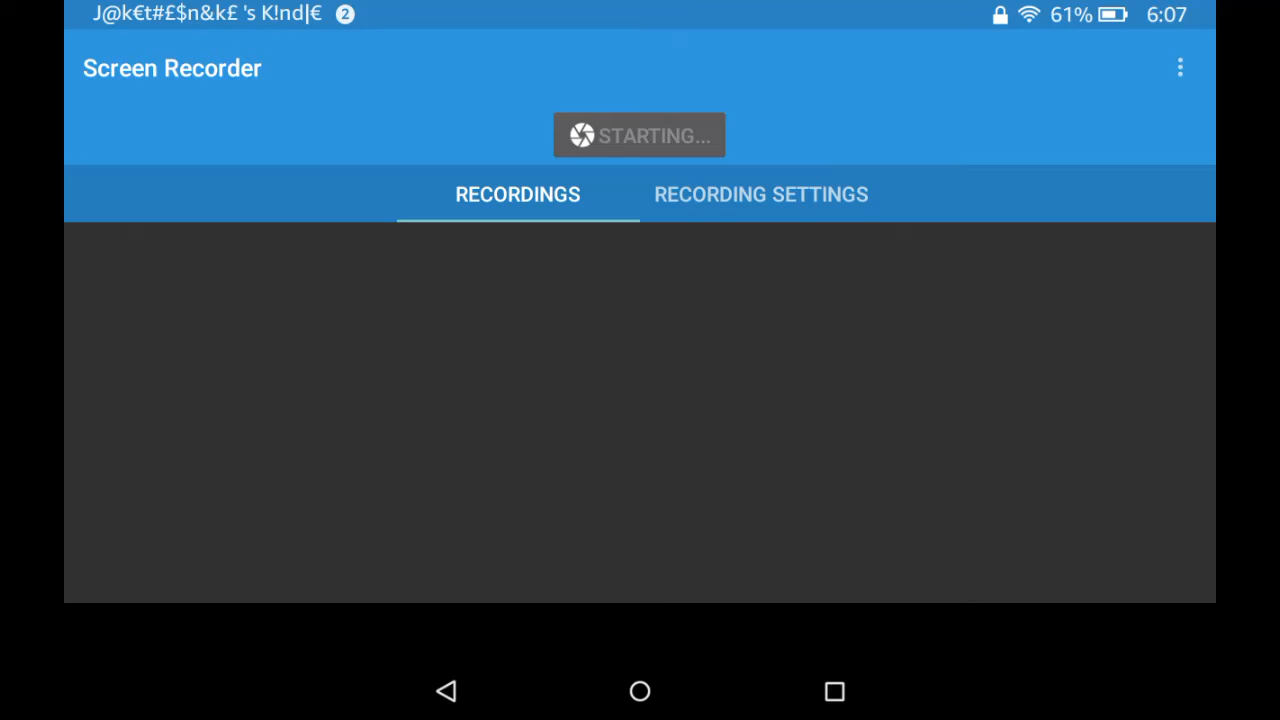 J@k€t#£$n&k£ 's K!nd|€ 2 61% 6:07
Screen Recorder
STARTING...
RECORDINGS RECORDING SETTINGS